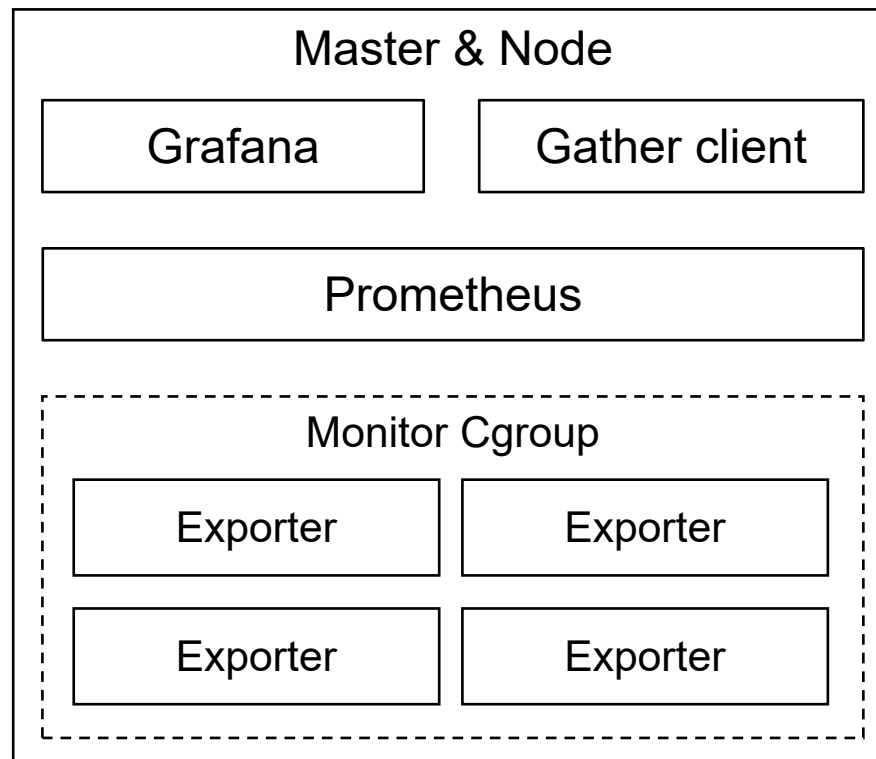 Master & Node
Grafana
Gather client
Prometheus
Monitor Cgroup
Exporter
Exporter
Exporter
Exporter